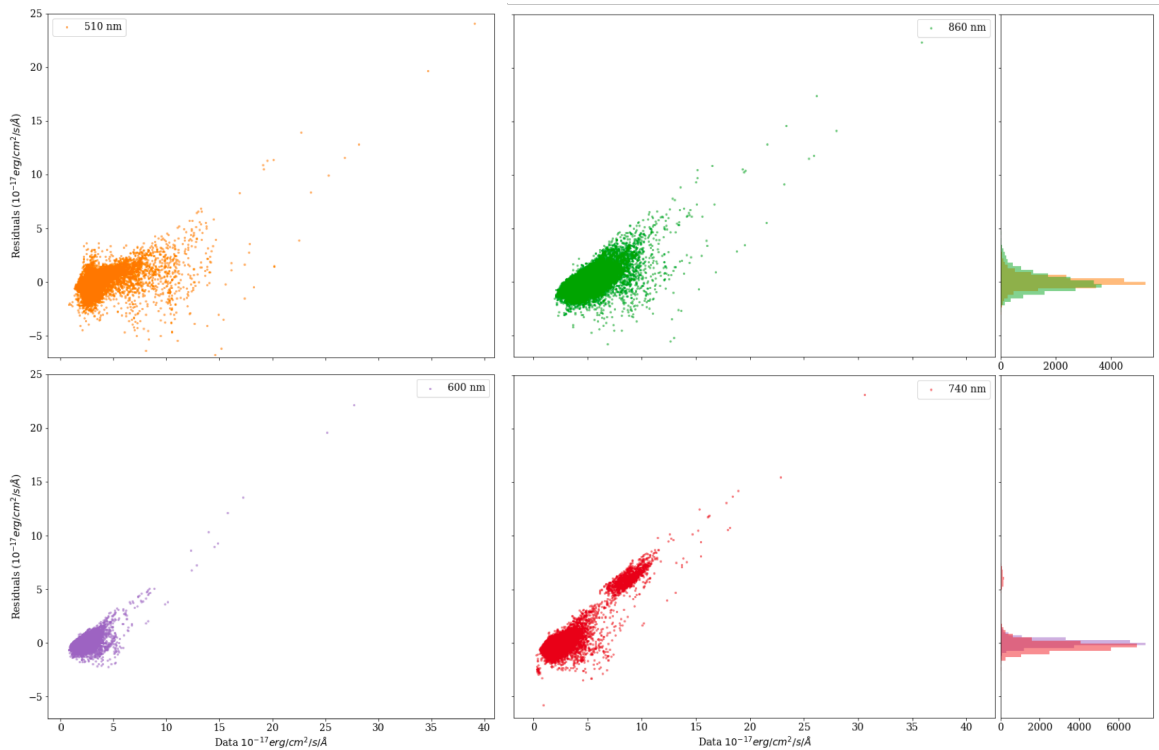 510 nm
860 nm
25
20
15
10
5
0
−5
Residuals (10⁻¹⁷erg/cm²/s/Å)
0 2000 4000
600 nm
740 nm
25
20
15
10
5
0
−5
Residuals (10⁻¹⁷erg/cm²/s/Å)
0 5 10 15 20 25 30 35 40
0 5 10 15 20 25 30 35 40
0 2000 4000 6000
Data 10⁻¹⁷erg/cm²/s/Å
Data 10⁻¹⁷erg/cm²/s/Å